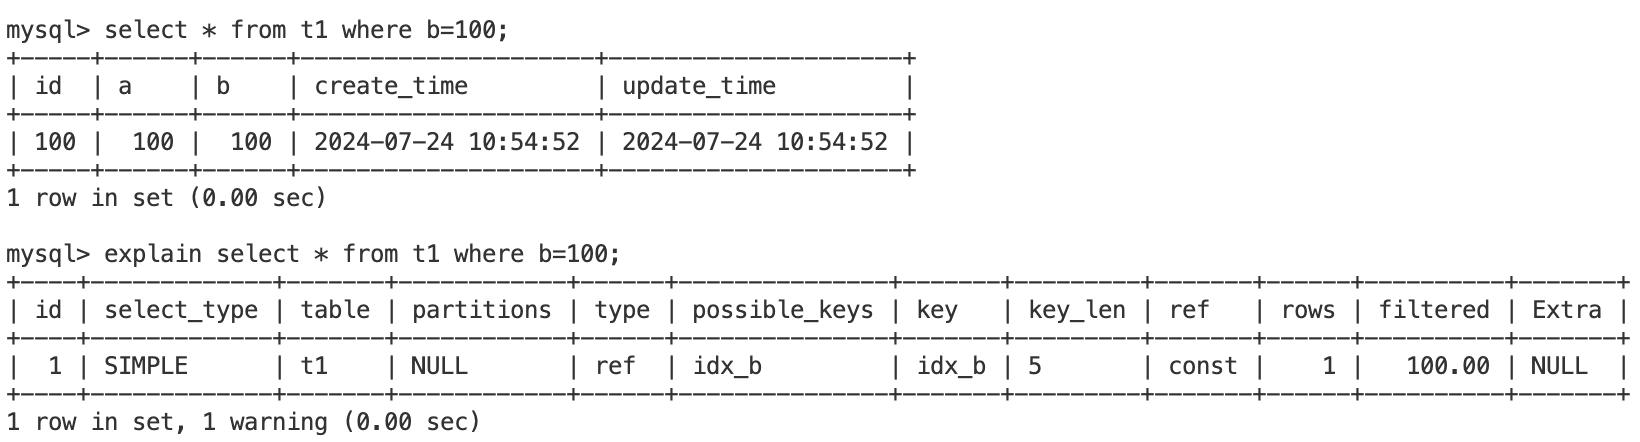 mysql> select * from t1 where b=100;
+-----+------+------+---------------------+---------------------+
| id  | a    | b    | create_time         | update_time         |
+-----+------+------+---------------------+---------------------+
| 100 |  100 |  100 | 2024-07-24 10:54:52 | 2024-07-24 10:54:52 |
+-----+------+------+---------------------+---------------------+
1 row in set (0.00 sec)
mysql> explain select * from t1 where b=100;
+----+-------------+-------+------------+------+---------------+-------+---------+-------+------+----------+-------+
| id | select_type | table | partitions | type | possible_keys | key   | key_len | ref   | rows | filtered | Extra |
+----+-------------+-------+------------+------+---------------+-------+---------+-------+------+----------+-------+
|  1 | SIMPLE      | t1    | NULL       | ref  | idx_b         | idx_b | 5       | const |    1 |   100.00 | NULL  |
+----+-------------+-------+------------+------+---------------+-------+---------+-------+------+----------+-------+
1 row in set, 1 warning (0.00 sec)